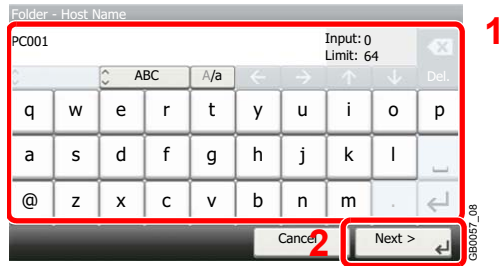 Folder - Host Name
1
PC001
Input: 0
Limit: 64
ABC A/a Del.
q w e r t y u i o p
a s d f g h j k l
@ z x c v b n m .
2
Cancel Next >
GB0057_08